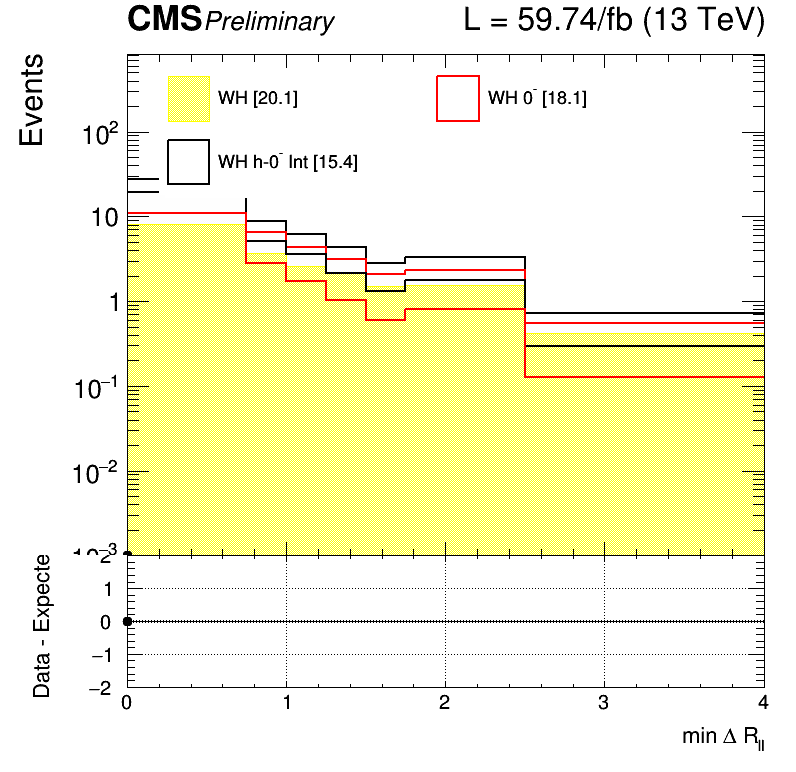 CMS Preliminary L = 59.74/fb (13 TeV)
Events
WH [20.1] WH 0⁻ [18.1]
WH h-0⁻ Int [15.4]
10²
10
1
10⁻¹
10⁻²
10⁻³
Data - Expecte
2
1
0
−1
−2
0 1 2 3 4
min Δ R_ll